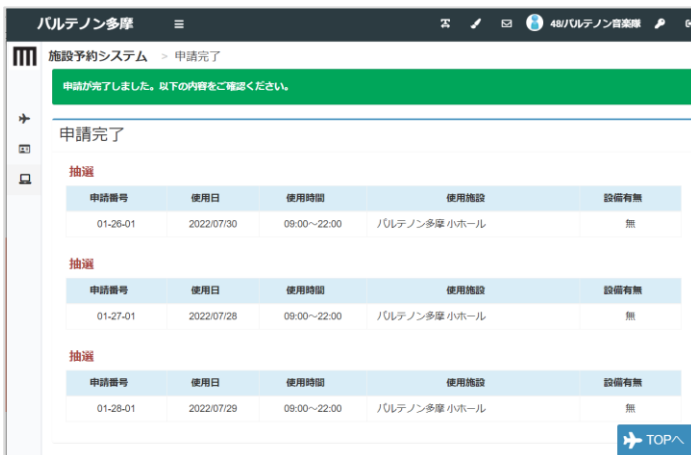 パルテノン多摩
48/パルテノン音楽隊
施設予約システム > 申請完了
申請が完了しました。以下の内容をご確認ください。
申請完了
抽選
申請番号 使用日 使用時間 使用施設 設備有無
01-26-01 2022/07/30 09:00～22:00 パルテノン多摩 小ホール 無
抽選
申請番号 使用日 使用時間 使用施設 設備有無
01-27-01 2022/07/28 09:00～22:00 パルテノン多摩 小ホール 無
抽選
申請番号 使用日 使用時間 使用施設 設備有無
01-28-01 2022/07/29 09:00～22:00 パルテノン多摩 小ホール 無
TOPへ